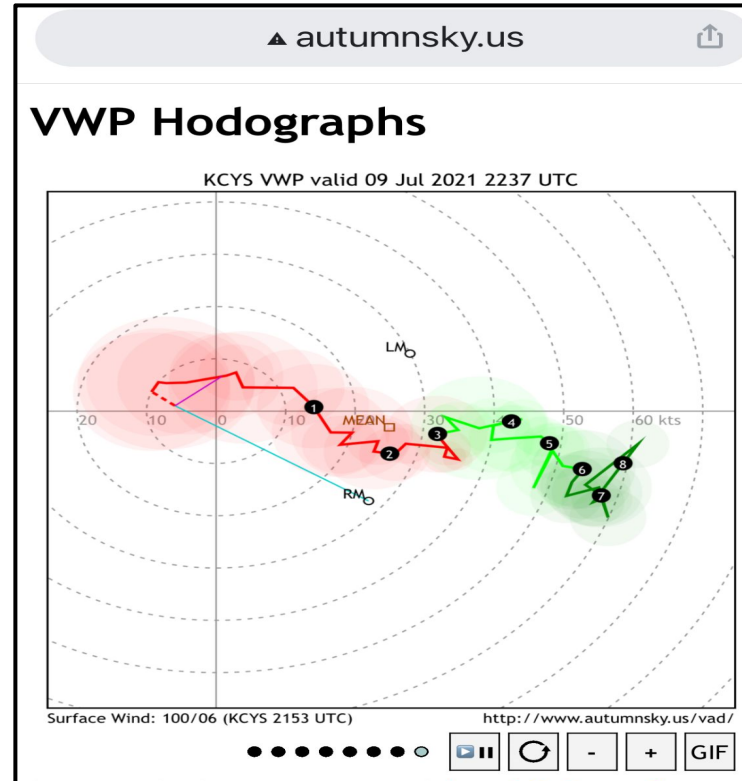 autumnsky.us
VWP Hodographs
KCYS VWP valid 09 Jul 2021 2237 UTC
LM
1
MEAN
4
20 10 0 10 20 30 40 50 60 kts
3
5
2
6
8
RM
7
Surface Wind: 100/06 (KCYS 2153 UTC) http://www.autumnsky.us/vad/
- + GIF